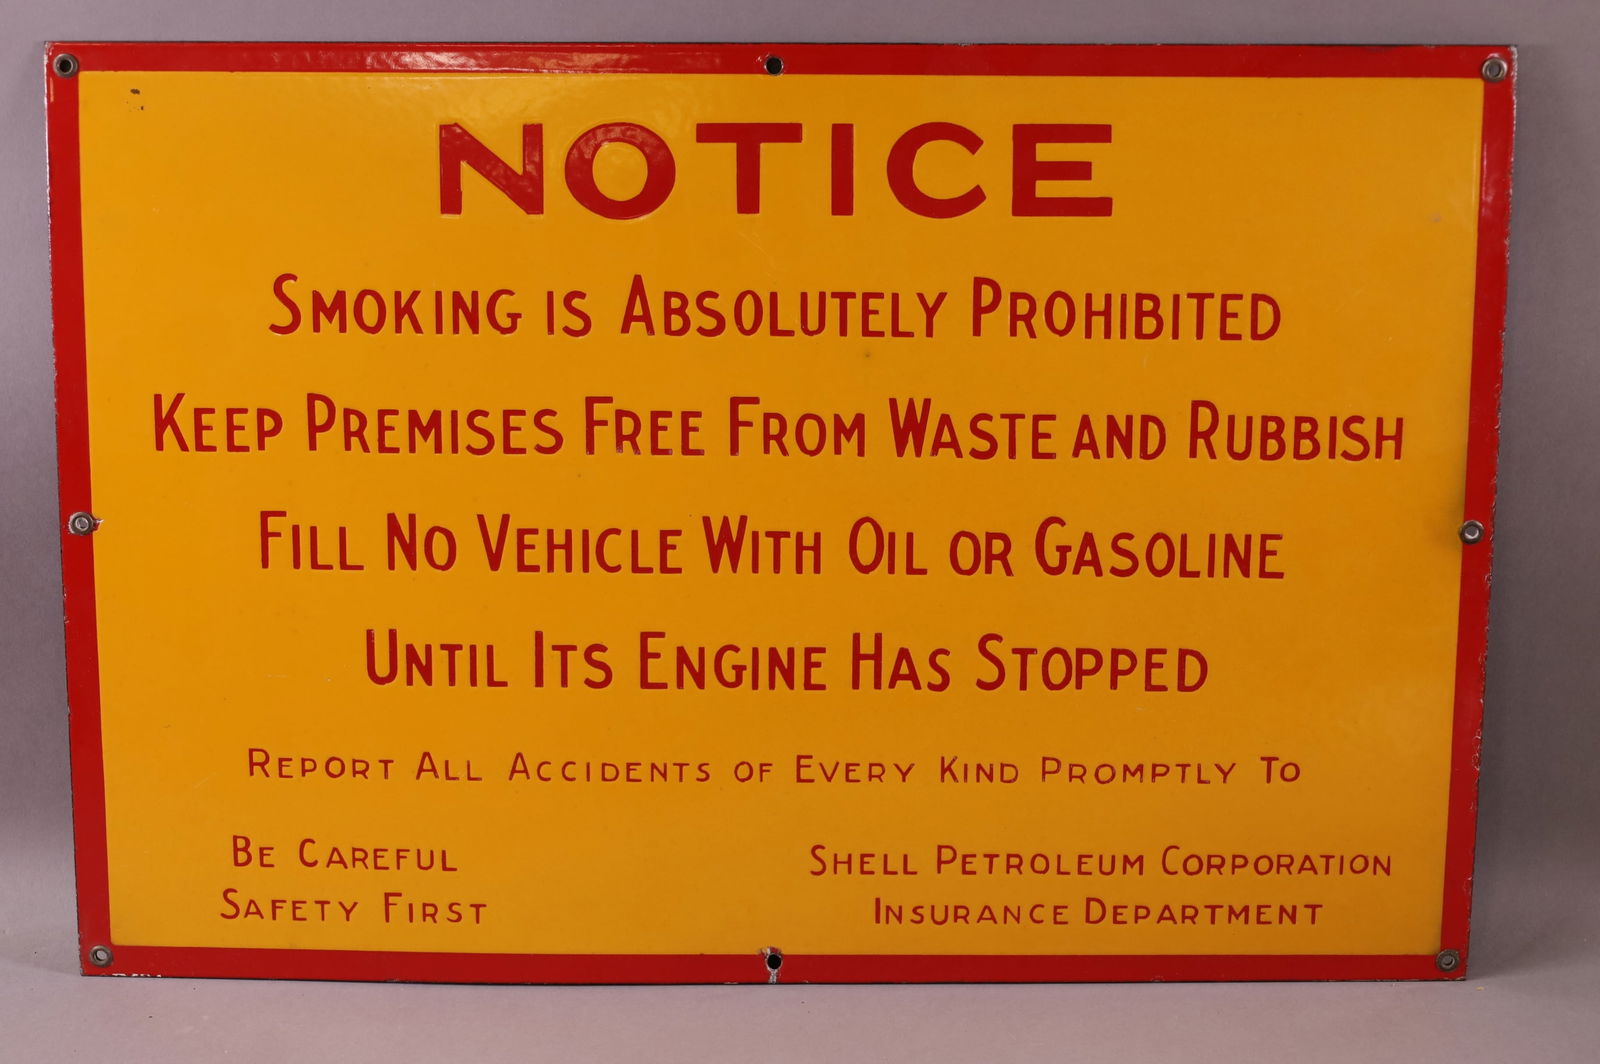 NOTICE
SMOKING IS ABSOLUTELY PROHIBITED
KEEP PREMISES FREE FROM WASTE AND RUBBISH
FILL NO VEHICLE WITH OIL OR GASOLINE
UNTIL ITS ENGINE HAS STOPPED
REPORT ALL ACCIDENTS OF EVERY KIND PROMPTLY TO
BE CAREFUL
SAFETY FIRST
SHELL PETROLEUM CORPORATION
INSURANCE DEPARTMENT